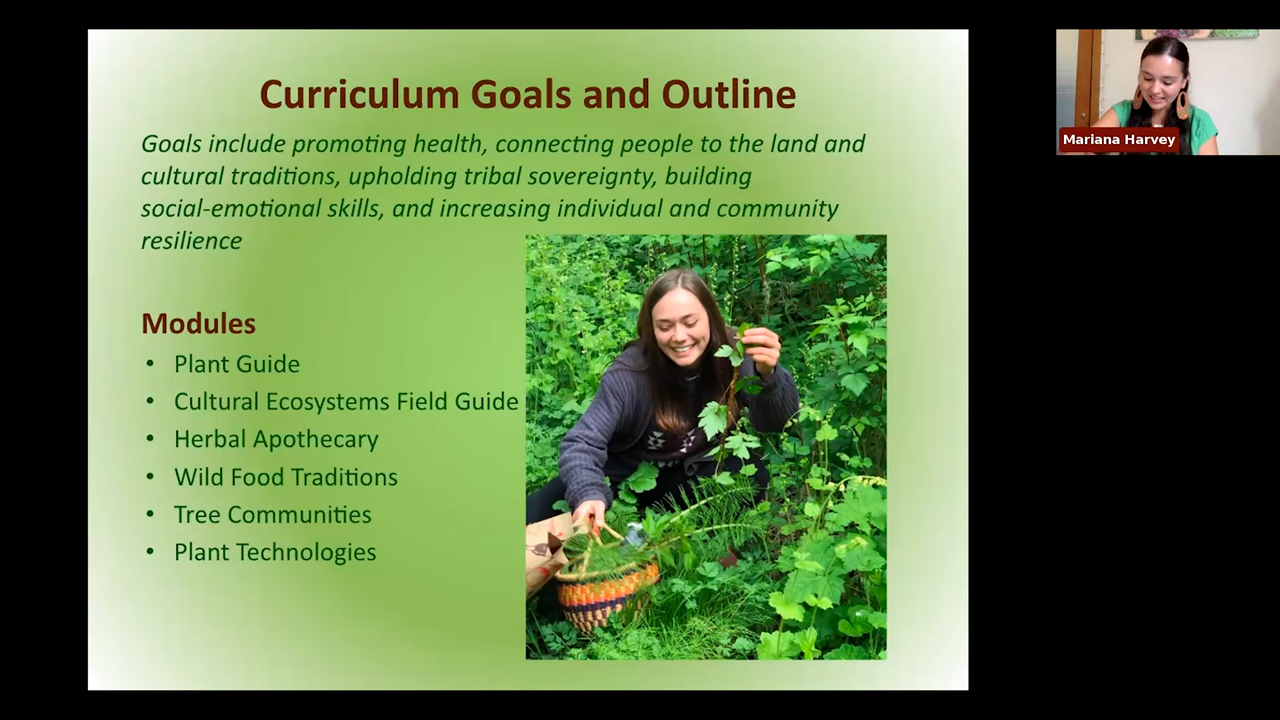 Curriculum Goals and Outline
Goals include promoting health, connecting people to the land and
cultural traditions, upholding tribal sovereignty, building
social-emotional skills, and increasing individual and community
resilience
Modules
• Plant Guide
• Cultural Ecosystems Field Guide
• Herbal Apothecary
• Wild Food Traditions
• Tree Communities
• Plant Technologies
Mariana Harvey